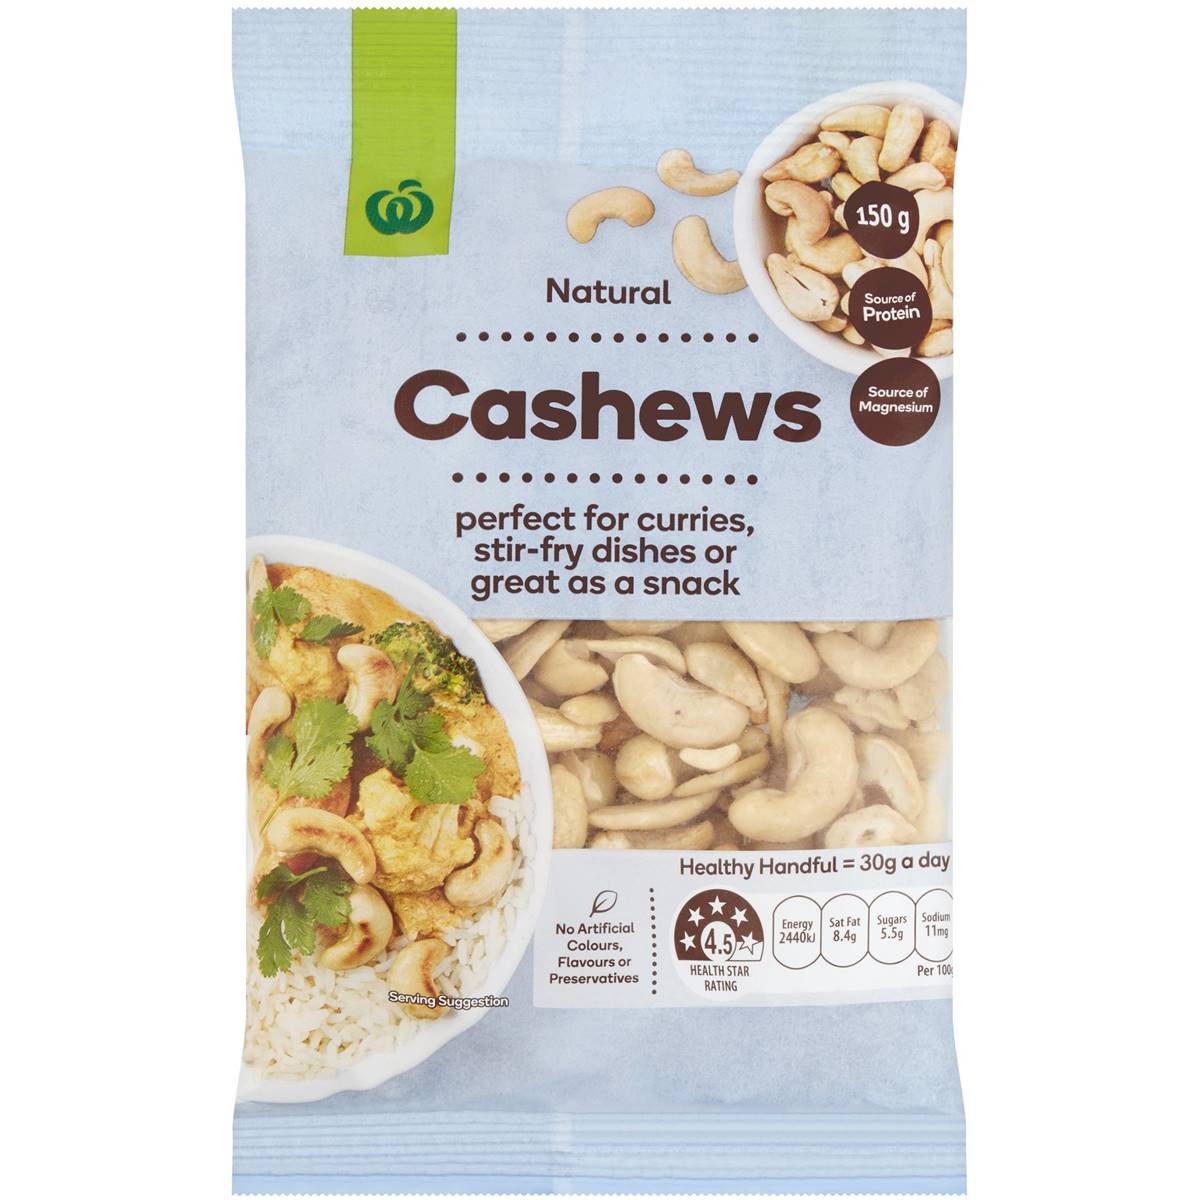 150 g
Source of
Protein
Natural
Cashews
Source of
Magnesium
perfect for curries,
stir-fry dishes or
great as a snack
Healthy Handful = 30g a day
No Artificial
Colours,
Flavours or
Preservatives
4.5
HEALTH STAR
RATING
Energy
2440kJ
Sat Fat
8.4g
Sugars
5.5g
Sodium
11mg
Per 100g
Serving Suggestion